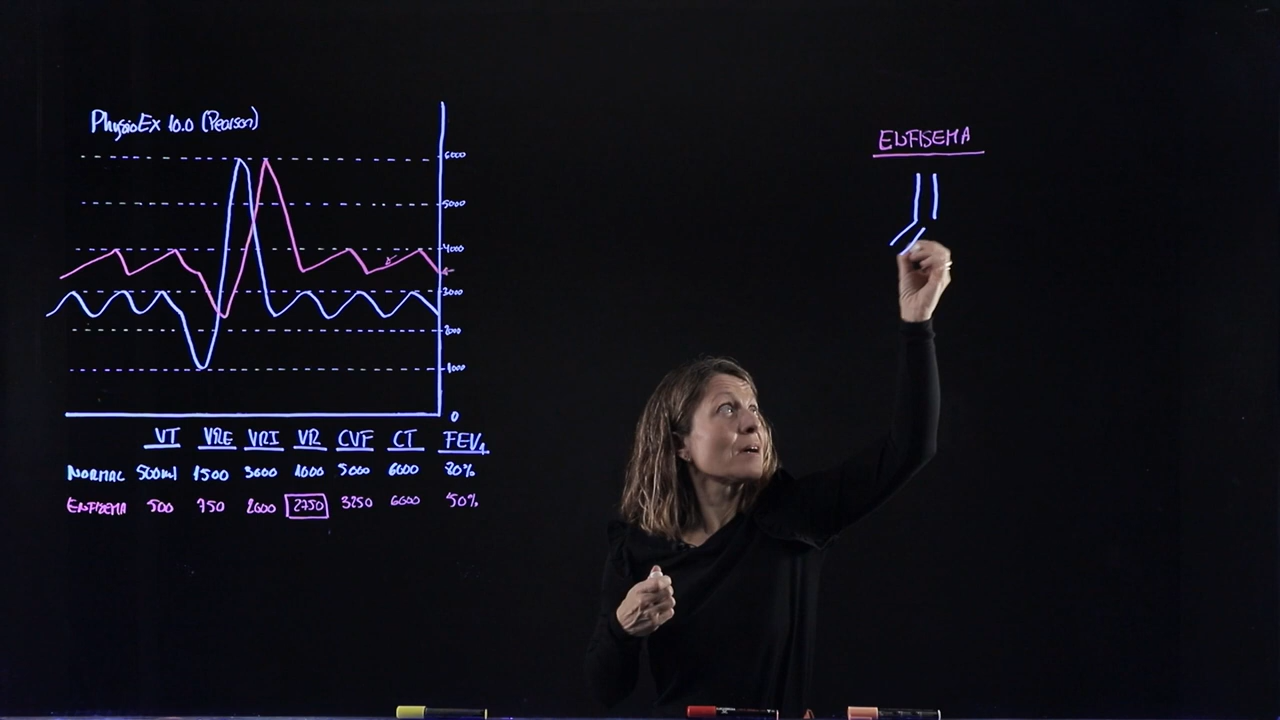 PhysioEx 10.0 (Pearson)
ENFISEMA
6000
5000
4000
3000
2000
1000
0
VT VRE VRI VR CVF CT FEV₁
NORMAL 500ml 1500 3000 1000 5000 6000 80%
ENFISEMA 500 750 2000 2750 3250 6000 50%